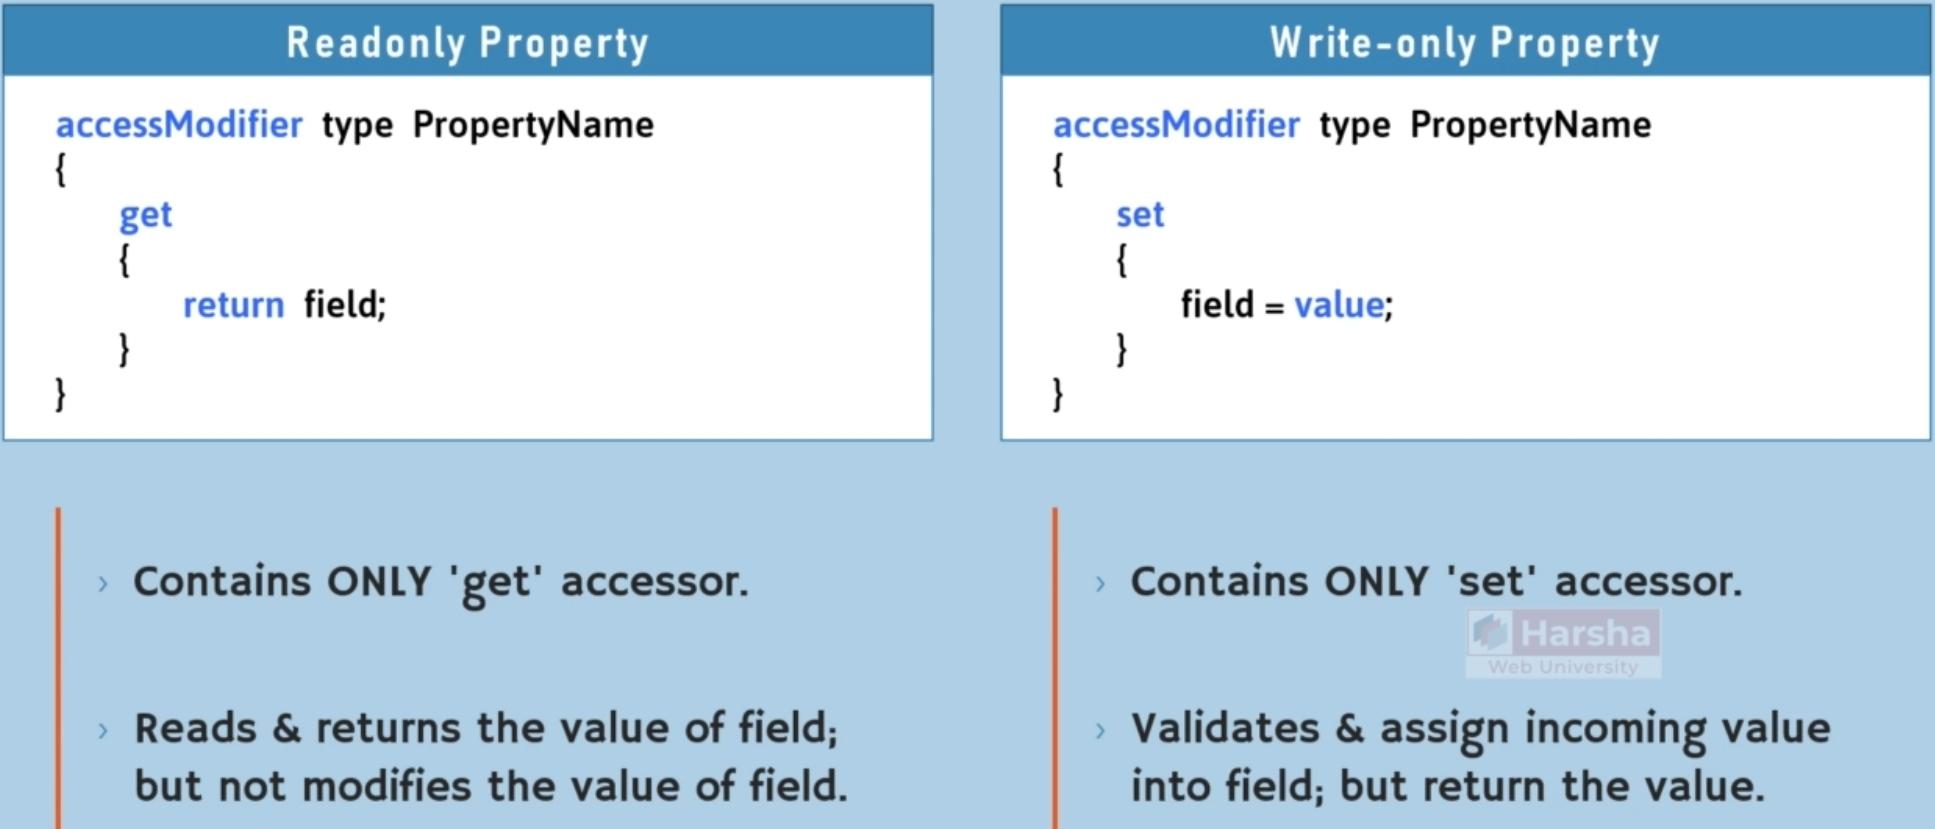 Readonly Property
accessModifier type PropertyName
{
get
{
return field;
}
}
› Contains ONLY 'get' accessor.
› Reads & returns the value of field;
but not modifies the value of field.
Write-only Property
accessModifier type PropertyName
{
set
{
field = value;
}
}
› Contains ONLY 'set' accessor.
Harsha
Web University
› Validates & assign incoming value
into field; but return the value.